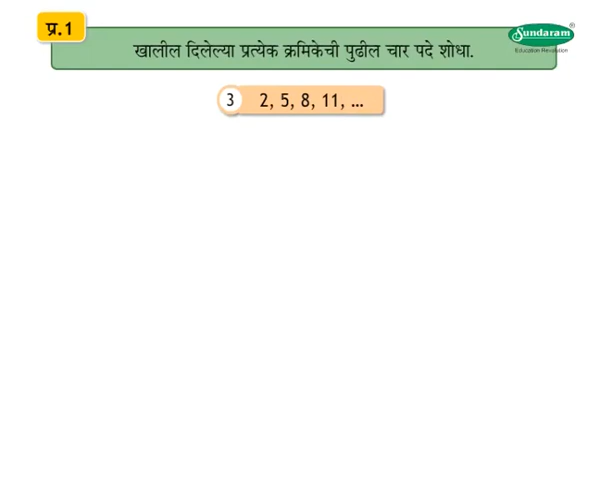 प्र.1
Sundaram®
Education Revolution
खालील दिलेल्या प्रत्येक क्रमिकेची पुढील चार पदे शोधा.
3 2, 5, 8, 11, ...